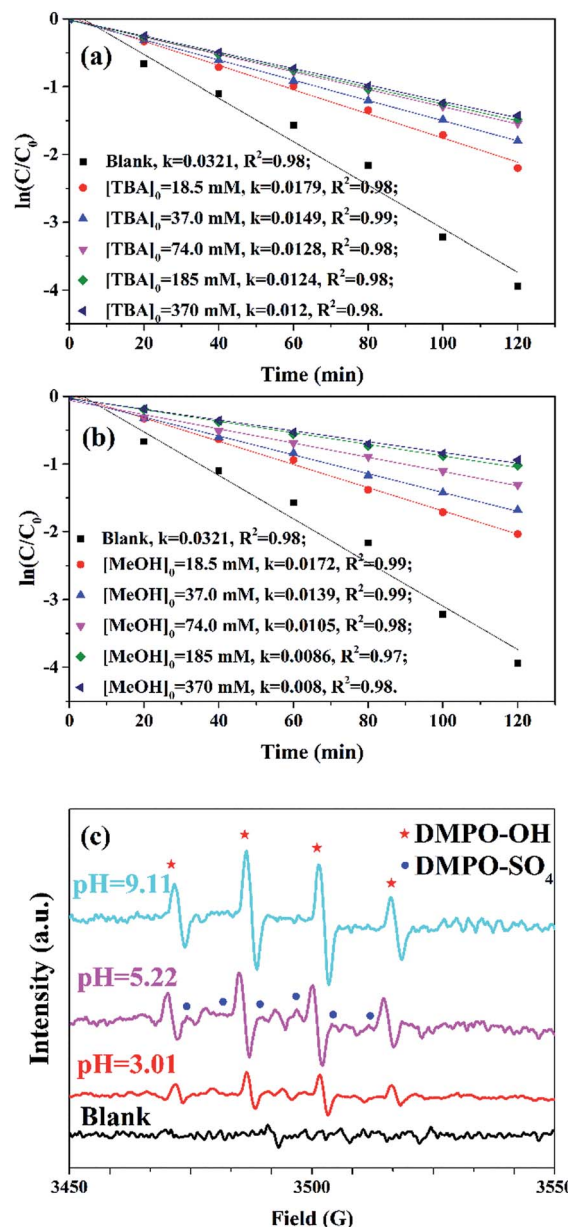 (a)
0
-1
-2
-3
-4
ln(C/C₀)
Blank, k=0.0321, R²=0.98;
[TBA]₀=18.5 mM, k=0.0179, R²=0.98;
[TBA]₀=37.0 mM, k=0.0149, R²=0.99;
[TBA]₀=74.0 mM, k=0.0128, R²=0.98;
[TBA]₀=185 mM, k=0.0124, R²=0.98;
[TBA]₀=370 mM, k=0.012, R²=0.98.
0 20 40 60 80 100 120
Time (min)
(b)
0
-1
-2
-3
-4
ln(C/C₀)
Blank, k=0.0321, R²=0.98;
[MeOH]₀=18.5 mM, k=0.0172, R²=0.99;
[MeOH]₀=37.0 mM, k=0.0139, R²=0.99;
[MeOH]₀=74.0 mM, k=0.0105, R²=0.98;
[MeOH]₀=185 mM, k=0.0086, R²=0.97;
[MeOH]₀=370 mM, k=0.008, R²=0.98.
0 20 40 60 80 100 120
Time (min)
(c)
DMPO-OH
DMPO-SO₄
pH=9.11
pH=5.22
pH=3.01
Blank
Intensity (a.u.)
3450 3500 3550
Field (G)